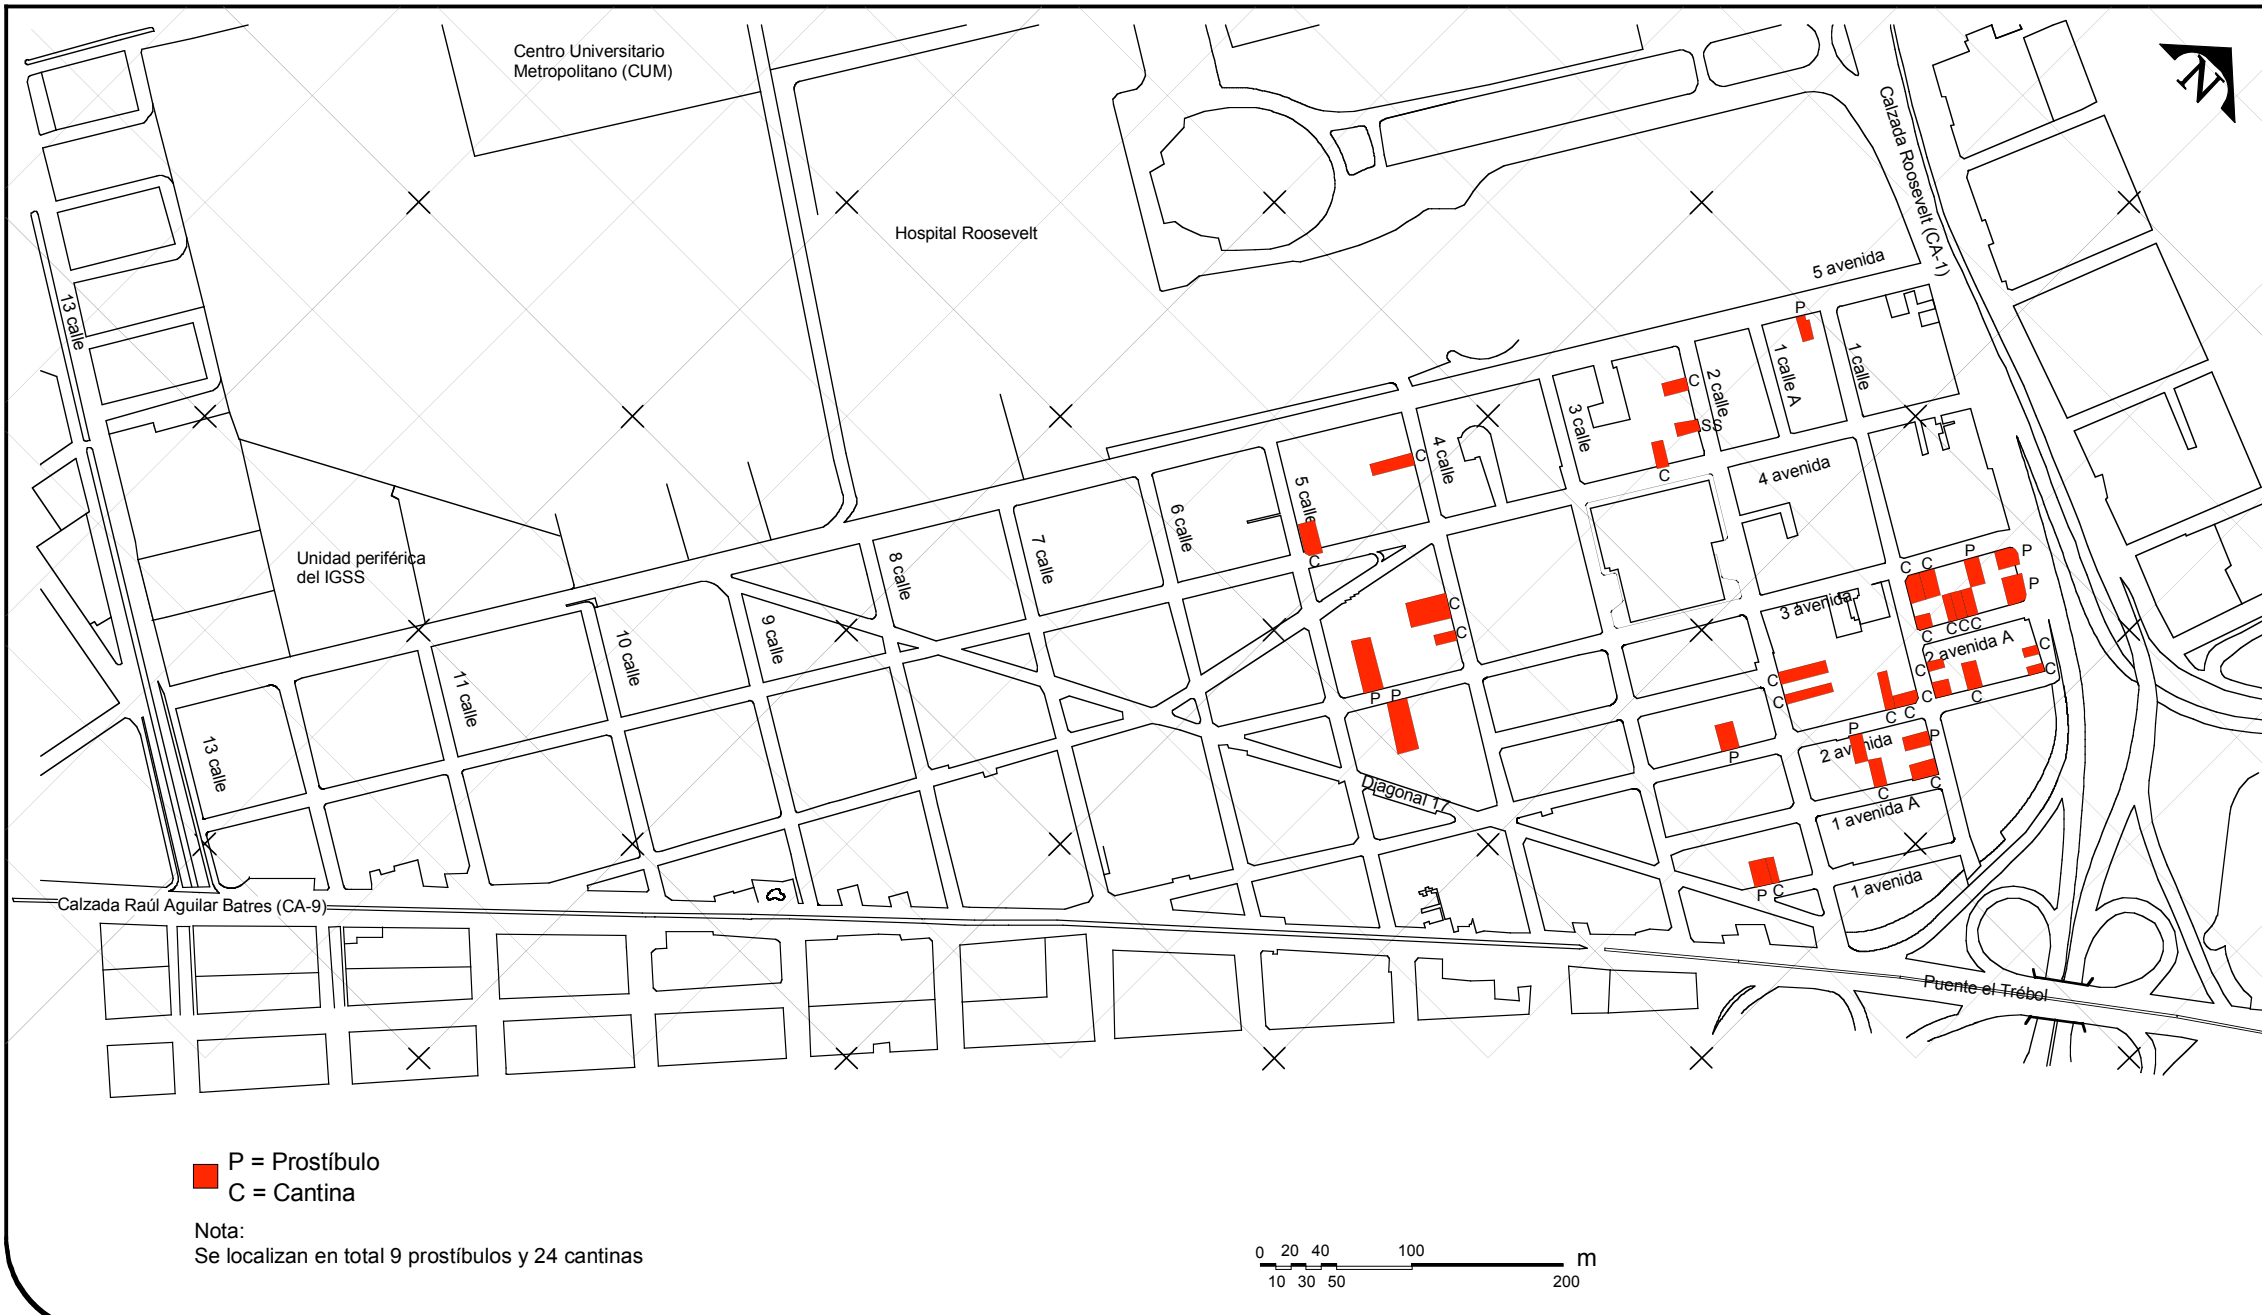 Centro Universitario
Metropolitano (CUM)
N
Calzada Roosevelt (CA-1)
Hospital Roosevelt
5 avenida
13 calle
P
1 calle A
1 calle
2 calle
C
3 calle
SS
C
4 calle
C
4 avenida
5 calle
C
6 calle
7 calle
8 calle
Unidad periférica
del IGSS
P
P
C
C
P
3 avenida
C
C
C
C
C
C
C
9 calle
10 calle
2 avenida A
C
C
C
C
C
11 calle
P
P
C
C
C
C
C
13 calle
P
2 avenida
P
P
C
C
Diagonal 17
1 avenida A
1 avenida
P
C
Calzada Raúl Aguilar Batres (CA-9)
Puente el Trébol
P = Prostíbulo
C = Cantina
Nota:
Se localizan en total 9 prostíbulos y 24 cantinas
0 20 40 100 m
10 30 50 200